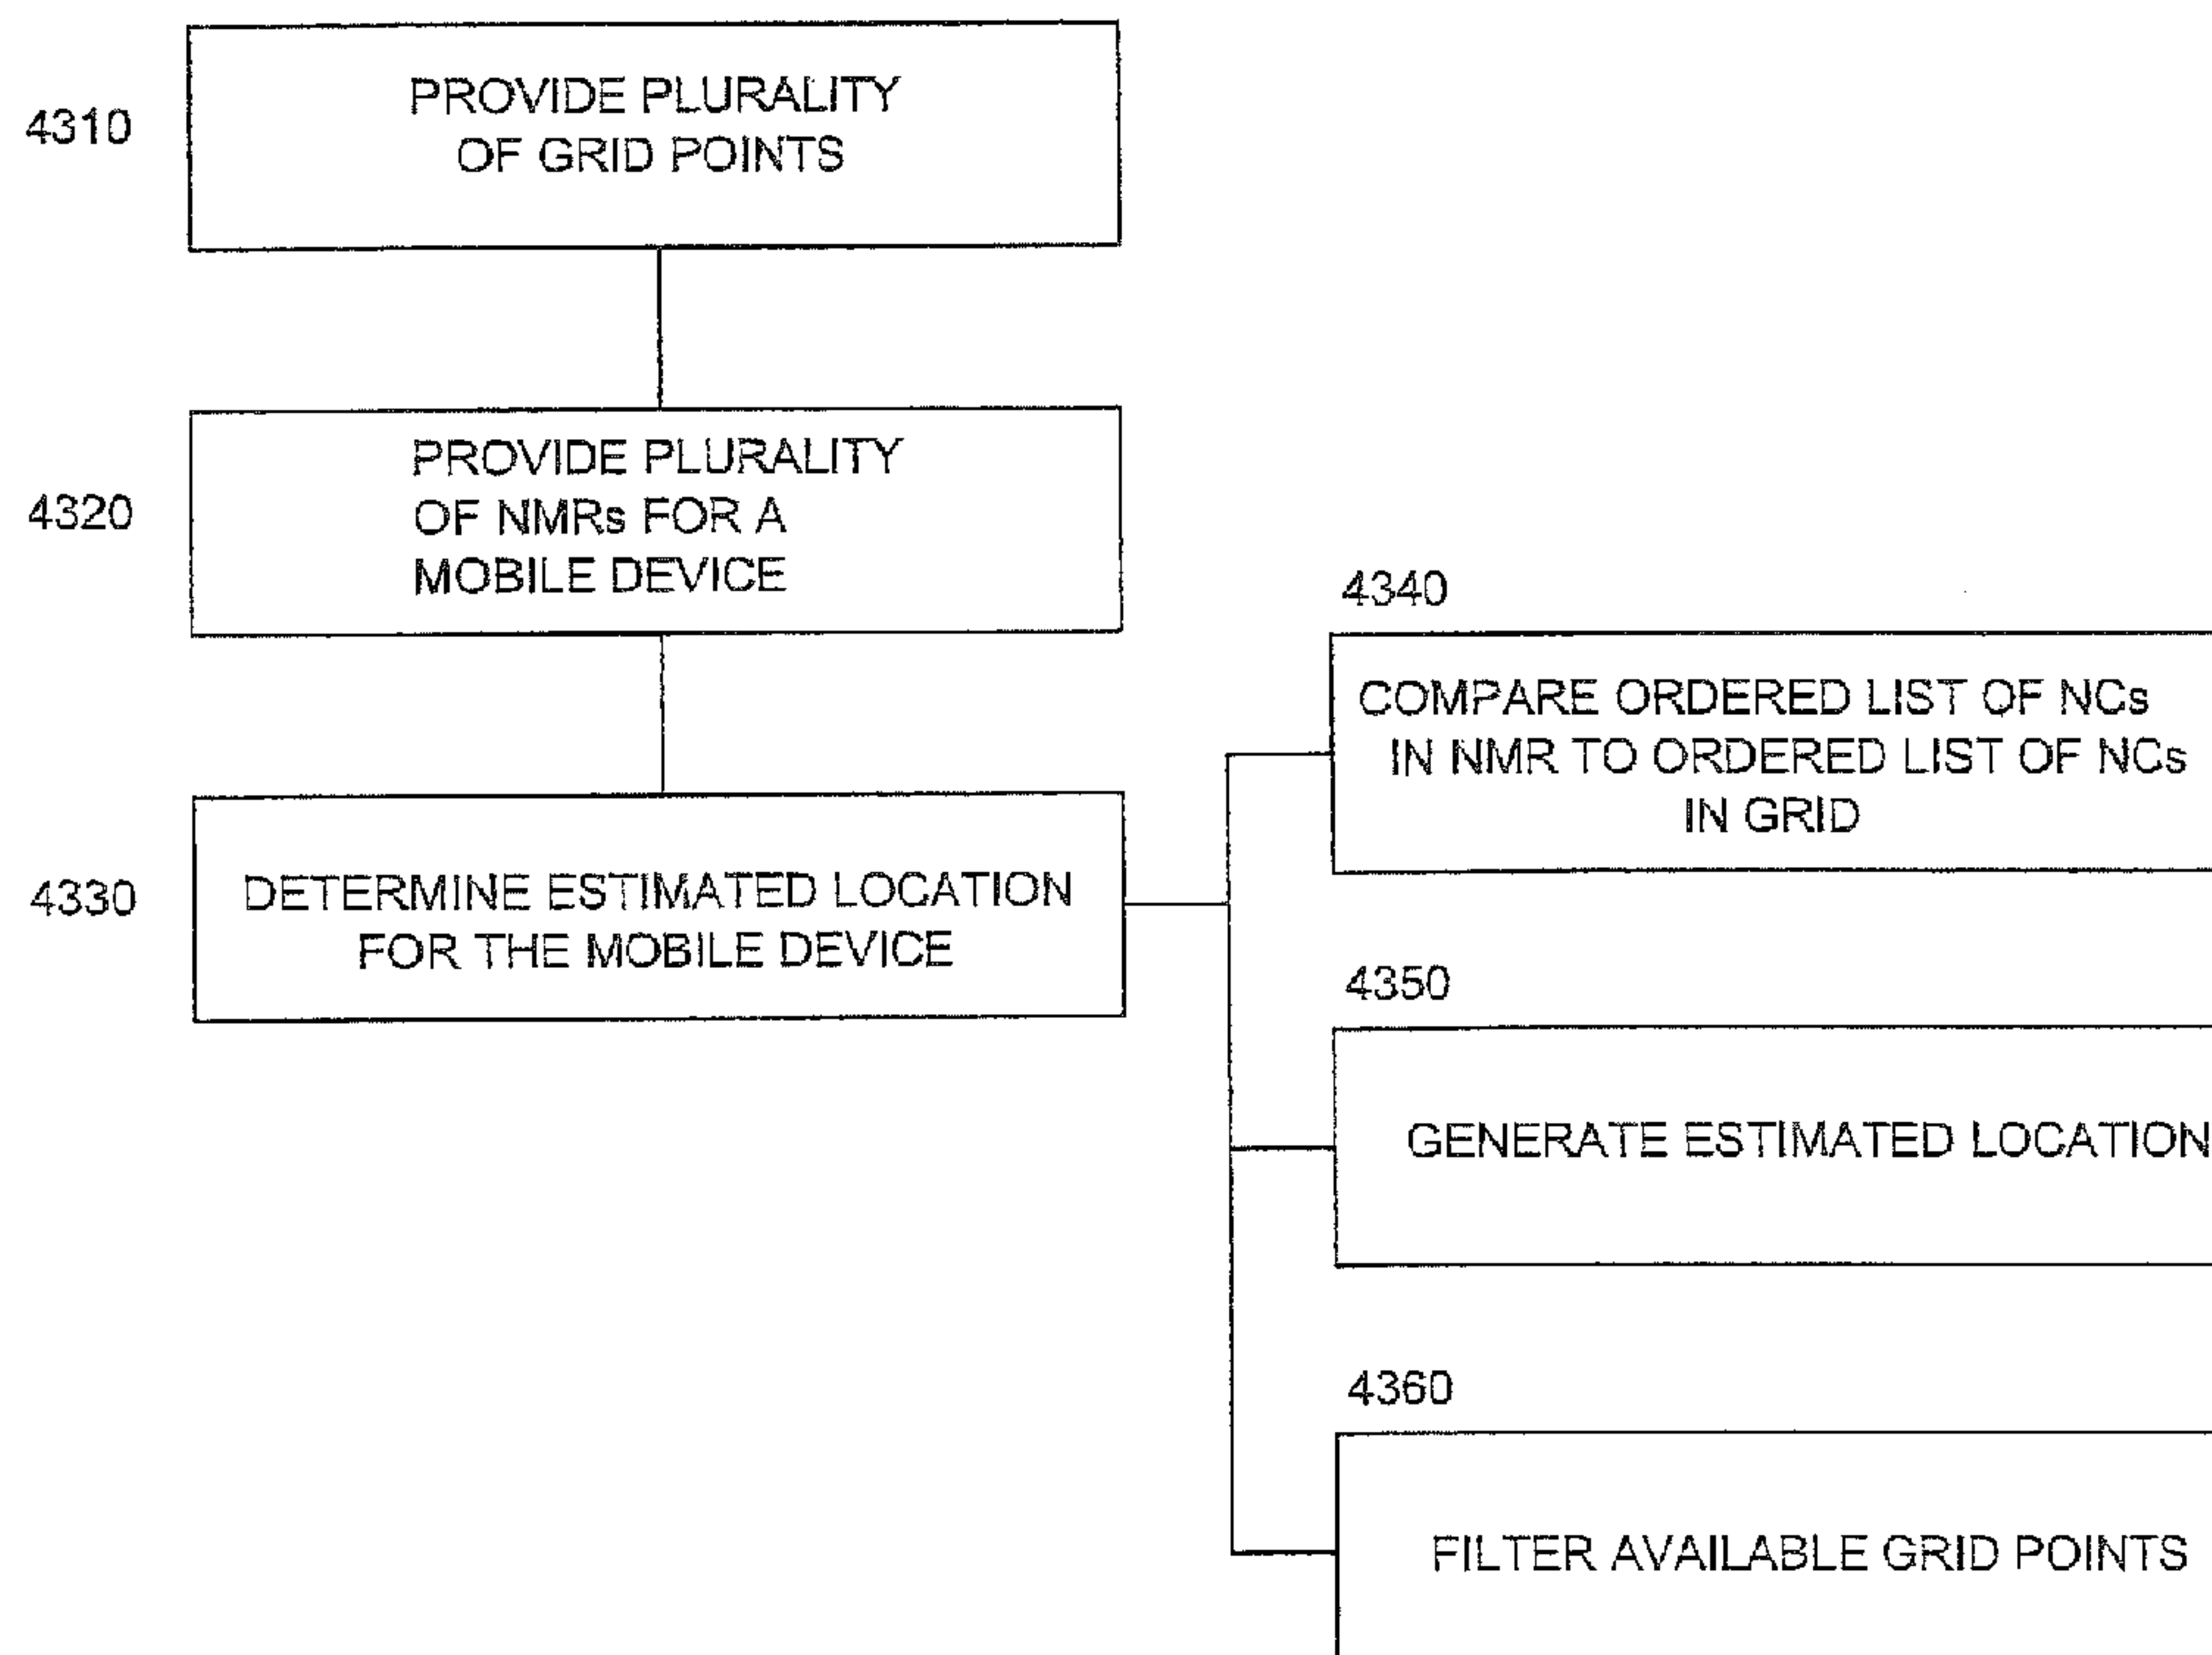 4310
PROVIDE PLURALITY
OF GRID POINTS
4320
PROVIDE PLURALITY
OF NMRs FOR A
MOBILE DEVICE
4330
DETERMINE ESTIMATED LOCATION
FOR THE MOBILE DEVICE
4340
COMPARE ORDERED LIST OF NCs
IN NMR TO ORDERED LIST OF NCs
IN GRID
4350
GENERATE ESTIMATED LOCATION
4360
FILTER AVAILABLE GRID POINTS